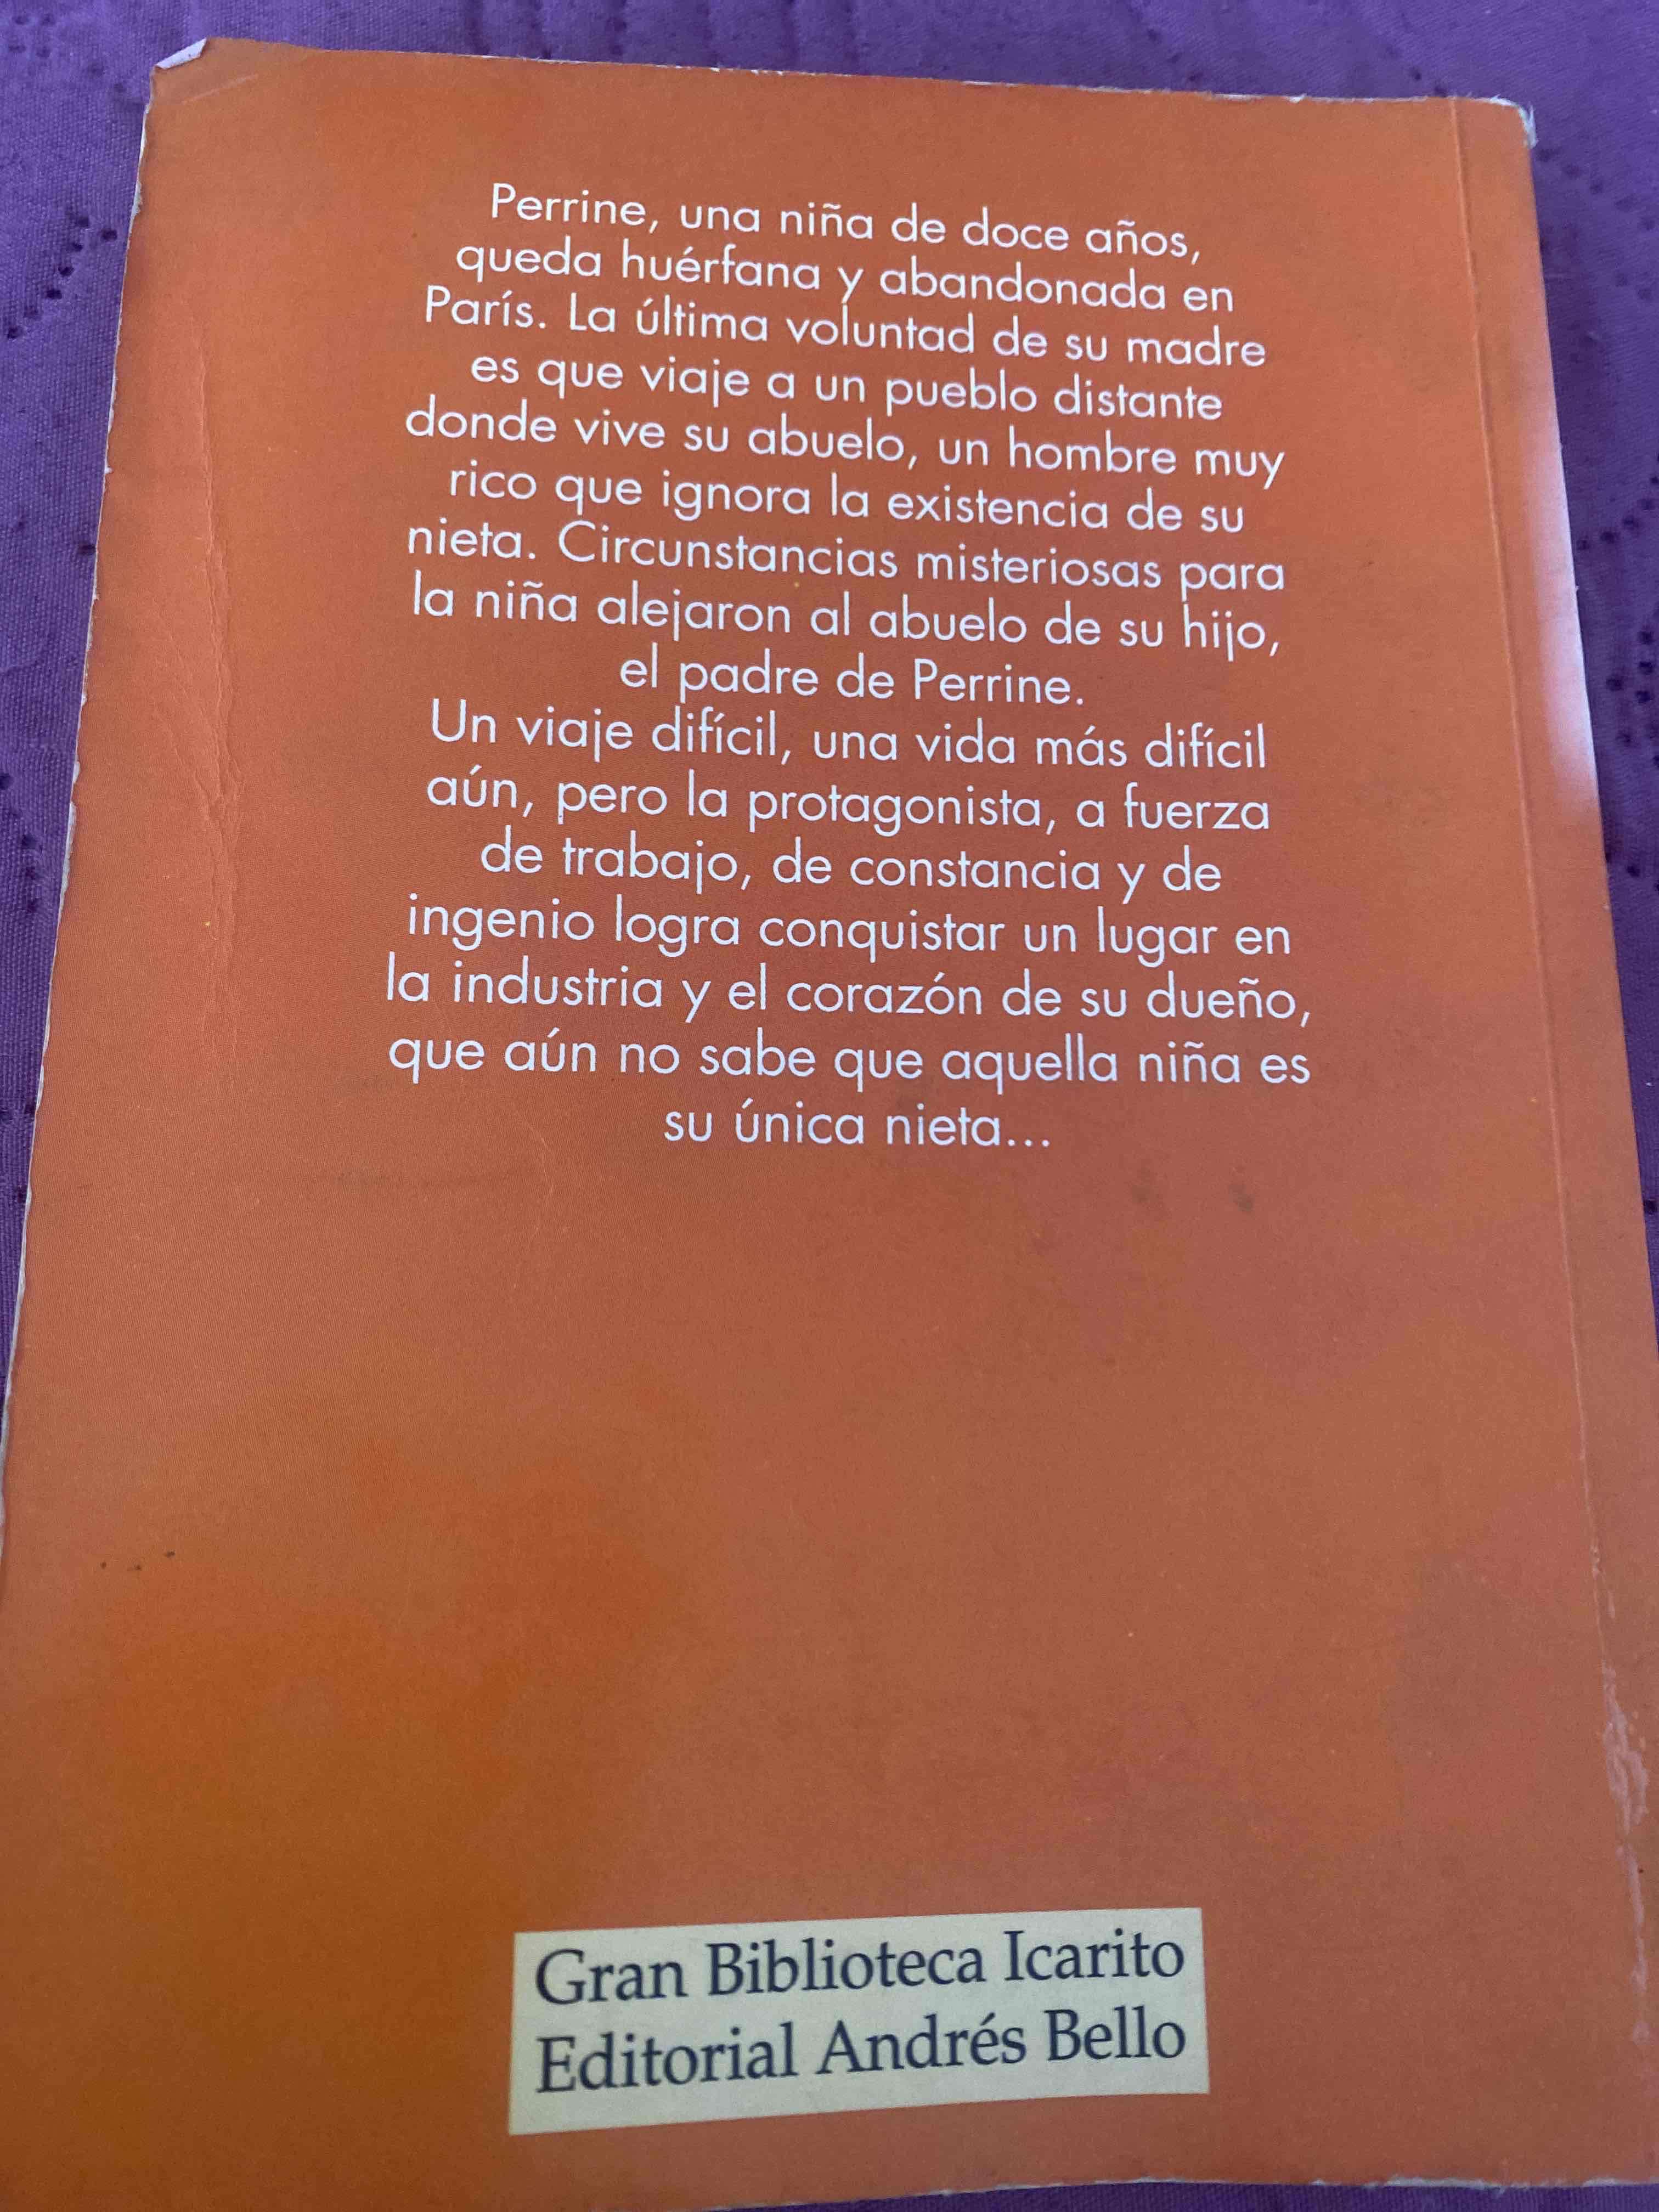 Perrine, una niña de doce años,
queda huérfana y abandonada en
París. La última voluntad de su madre
es que viaje a un pueblo distante
donde vive su abuelo, un hombre muy
rico que ignora la existencia de su
nieta. Circunstancias misteriosas para
la niña alejaron al abuelo de su hijo,
el padre de Perrine.
Un viaje difícil, una vida más difícil
aún, pero la protagonista, a fuerza
de trabajo, de constancia y de
ingenio logra conquistar un lugar en
la industria y el corazón de su dueño,
que aún no sabe que aquella niña es
su única nieta...
Gran Biblioteca Icarito
Editorial Andrés Bello